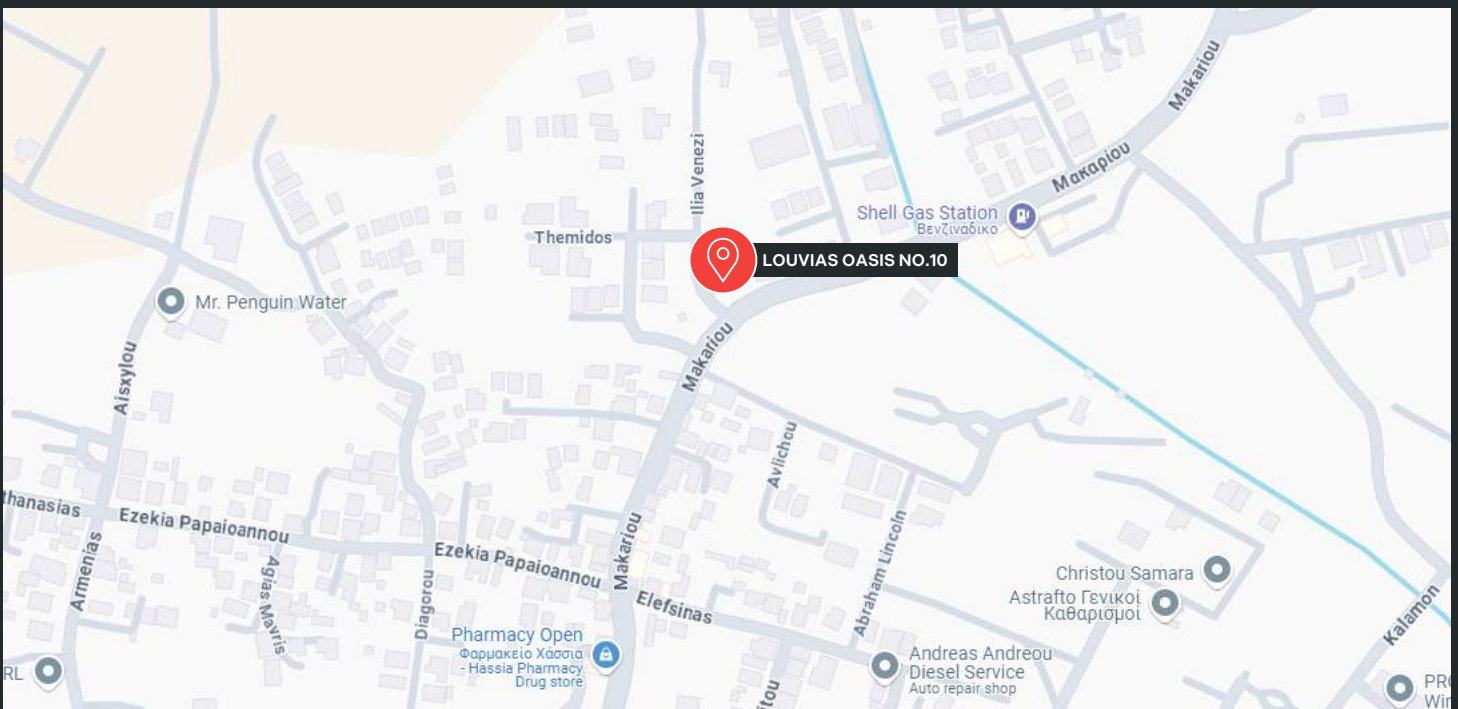 Makariou
Μακαρίου
Ilia Venezi
Shell Gas Station
Βενζινάδικο
Themidos
LOUVIAS OASIS NO.10
Mr. Penguin Water
Makariou
Aisxylou
Avlichou
thanasias
Ezekia Papaioannou
Armenias
Agias Mavris
Diagorou
Ezekia Papaioannou
Makariou
Elefsinas
Abraham Lincoln
Christou Samara
Astrafto Γενικοί
Καθαρισμοί
Kalamon
Pharmacy Open
Φαρμακείο Χάσσια
- Hassia Pharmacy
Drug store
Andreas Andreou
Diesel Service
Auto repair shop
RL
itou
PRO
Wir